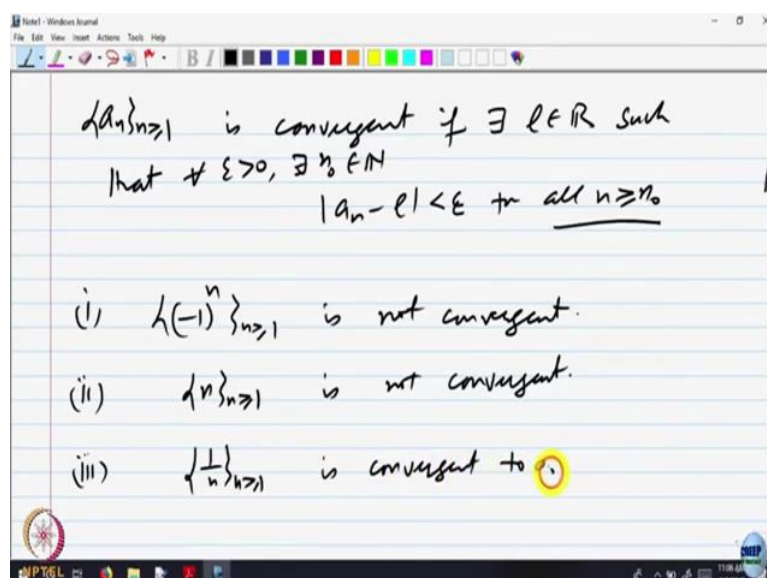 Note1 - Windows Journal
File Edit View Insert Actions Tools Help
B I
{aₙ}ₙ≥₁ is convergent if ∃ ℓ ∈ ℝ such
that ∀ ε > 0, ∃ n₀ ∈ ℕ
|aₙ - ℓ| < ε for all n ≥ n₀
(i) {(-1)ⁿ}ₙ≥₁ is not convergent.
(ii) {n}ₙ≥₁ is not convergent.
(iii) {1/n}ₙ≥₁ is convergent to 0.
NPTEL